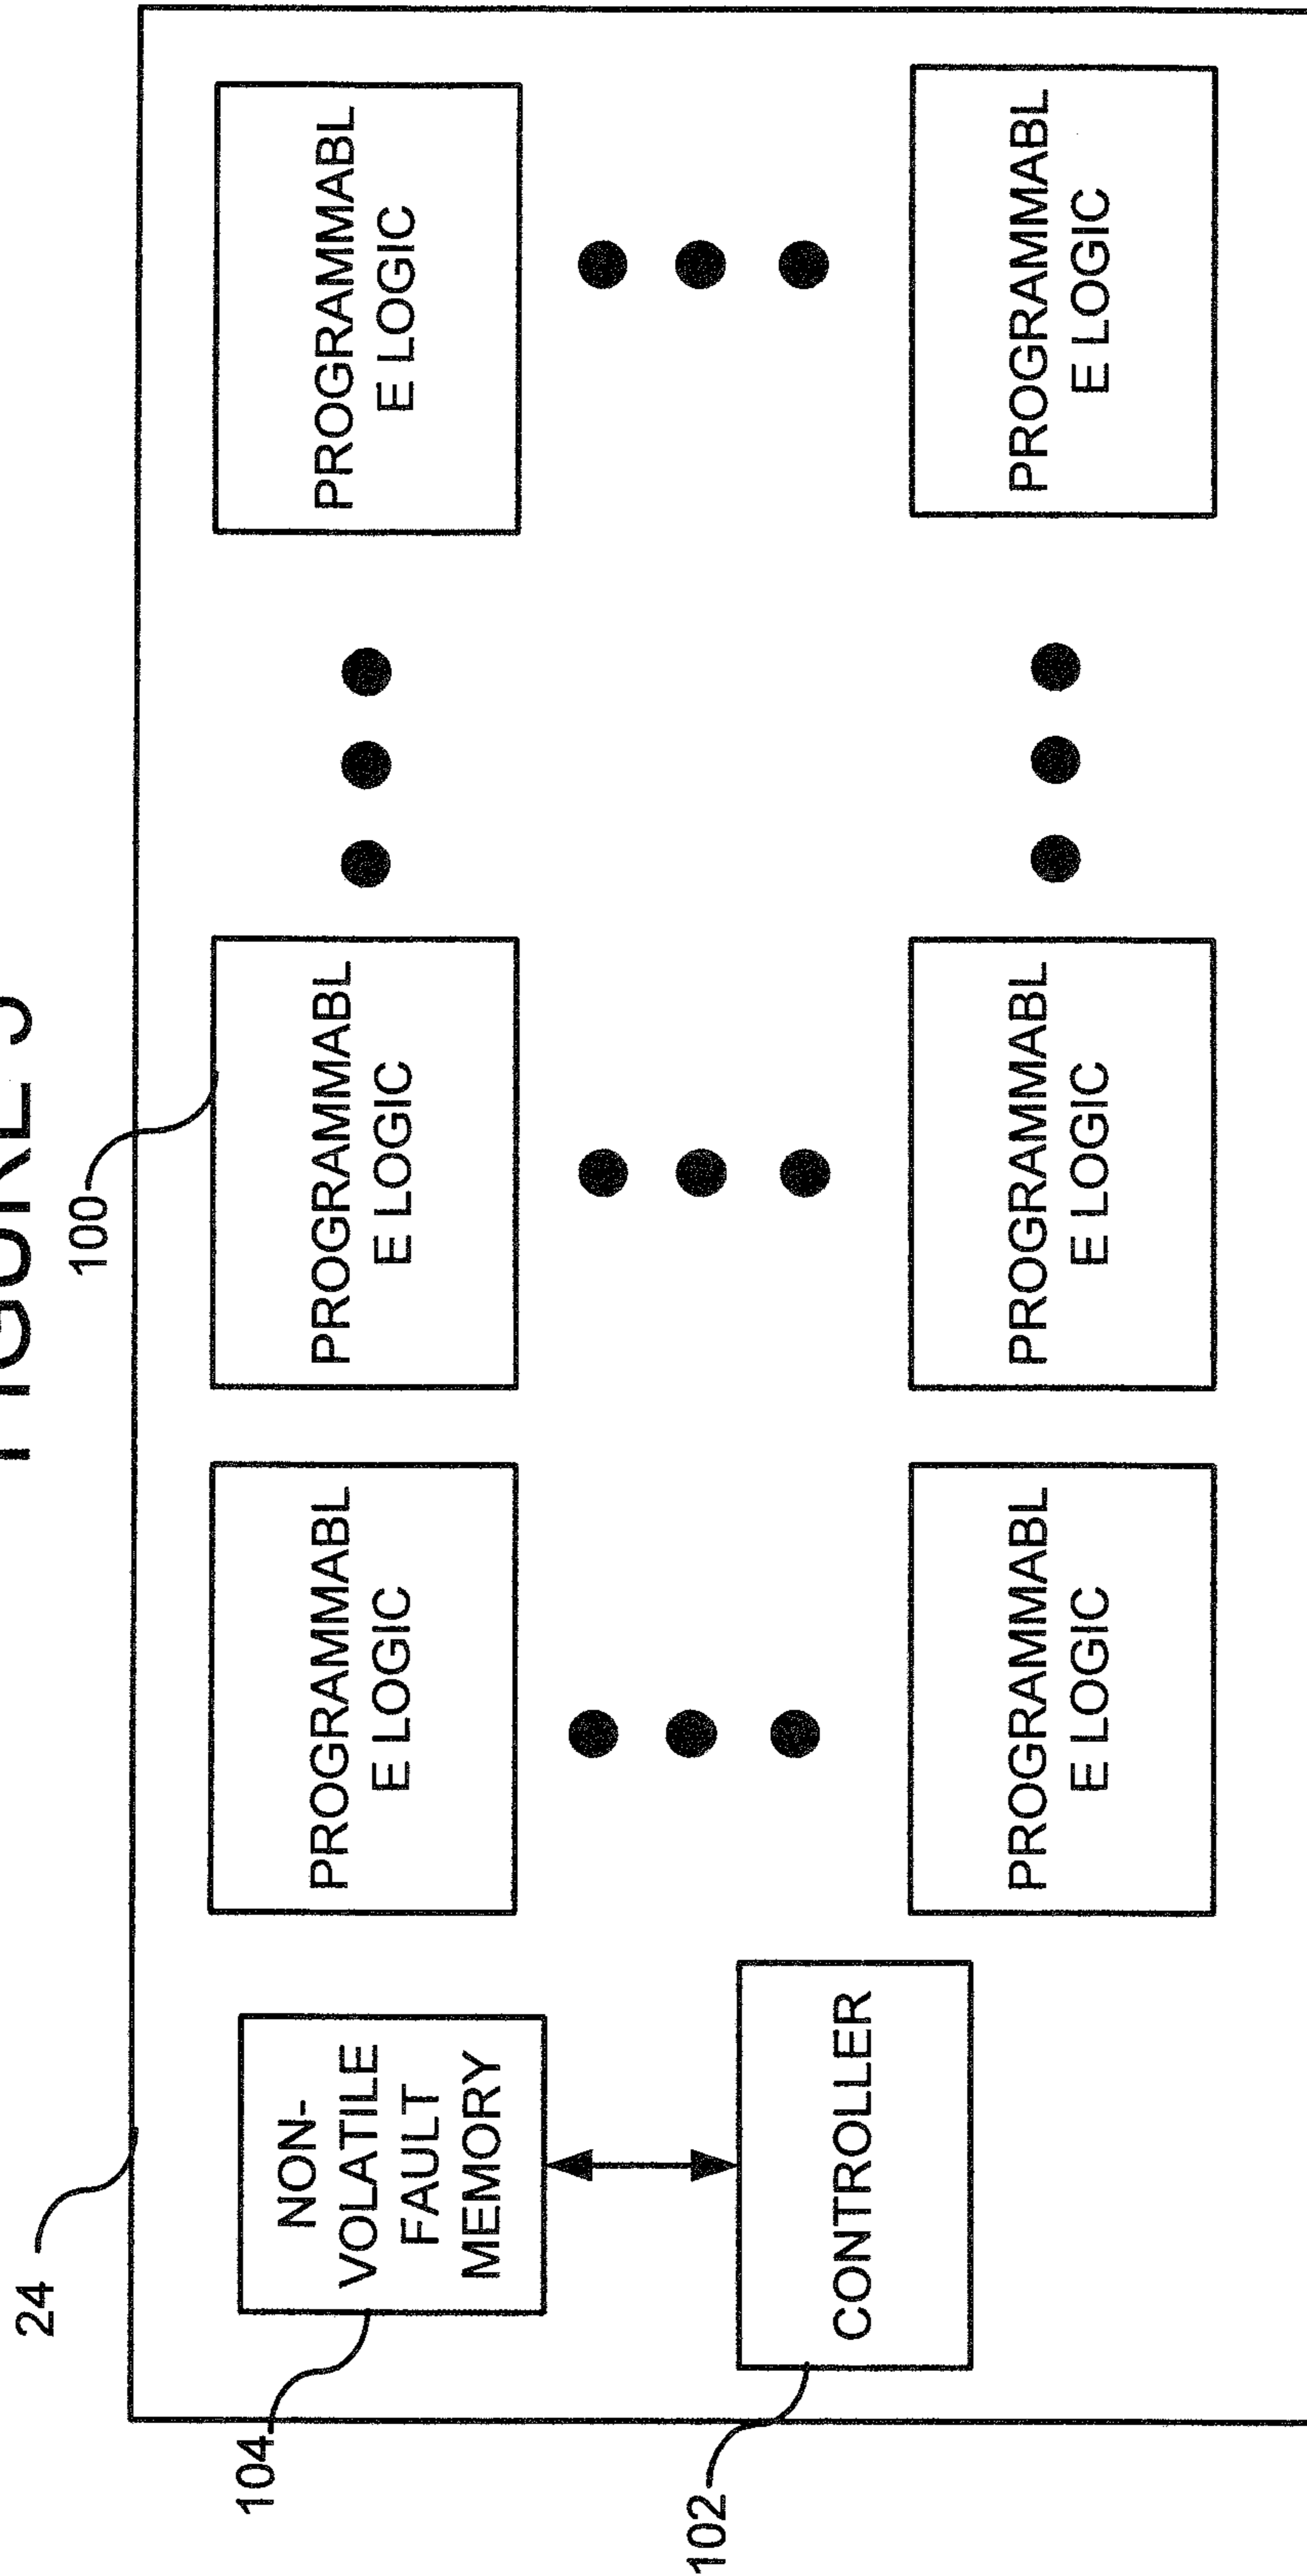 FIGURE
24
100
104
NON-
VOLATILE
FAULT
MEMORY
PROGRAMMABL
E LOGIC
PROGRAMMABL
E LOGIC
PROGRAMMABL
E LOGIC
102
CONTROLLER
PROGRAMMABL
E LOGIC
PROGRAMMABL
E LOGIC
PROGRAMMABL
E LOGIC